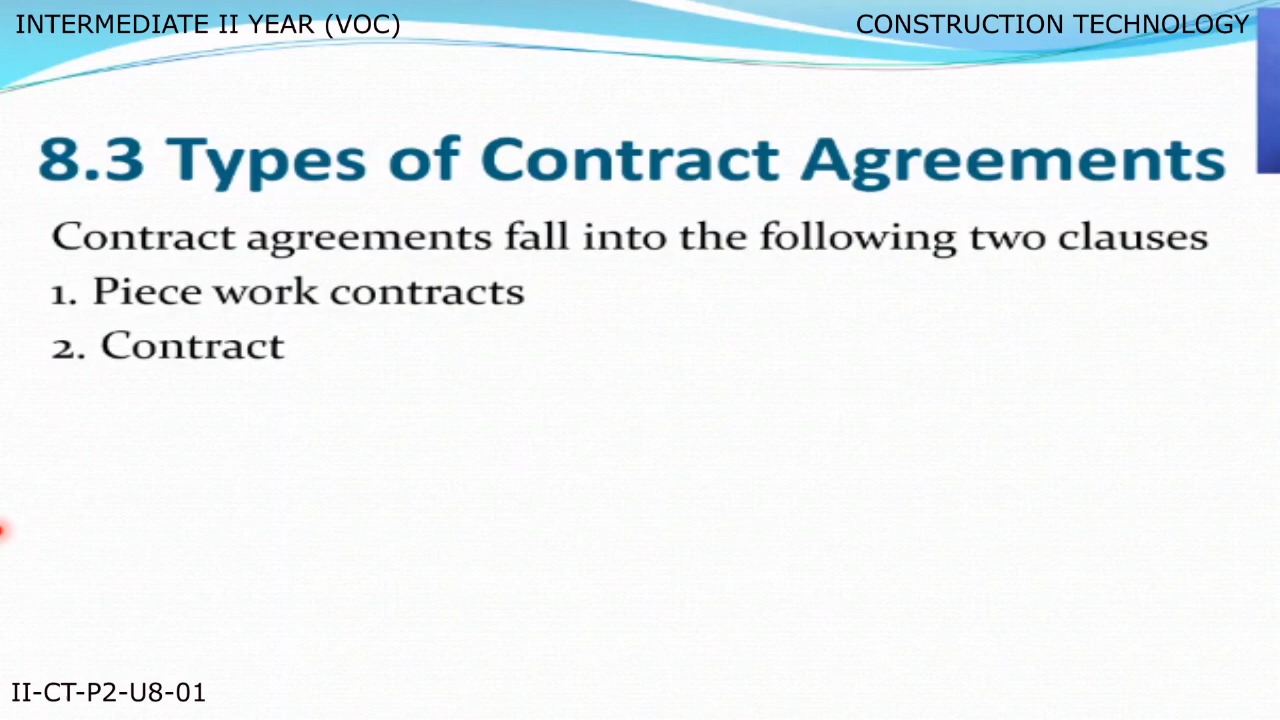 INTERMEDIATE II YEAR (VOC)
CONSTRUCTION TECHNOLOGY
8.3 Types of Contract Agreements
Contract agreements fall into the following two clauses
1. Piece work contracts
2. Contract
II-CT-P2-U8-01